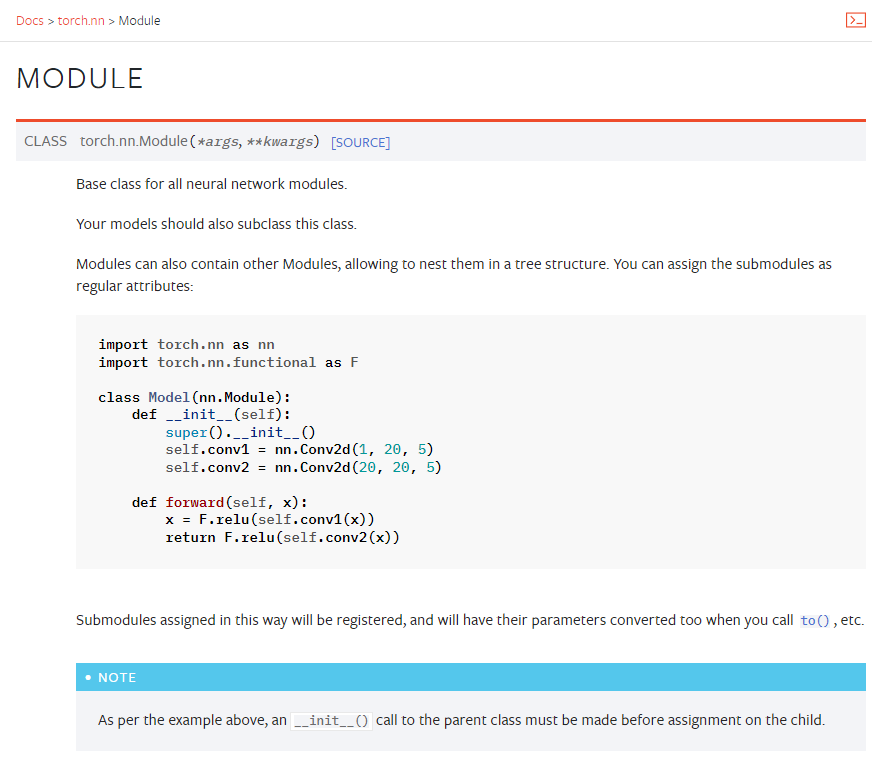 Docs > torch.nn > Module
>_
MODULE
CLASS torch.nn.Module(*args, **kwargs) [SOURCE]
Base class for all neural network modules.
Your models should also subclass this class.
Modules can also contain other Modules, allowing to nest them in a tree structure. You can assign the submodules as
regular attributes:
import torch.nn as nn
import torch.nn.functional as F
class Model(nn.Module):
    def __init__(self):
        super().__init__()
        self.conv1 = nn.Conv2d(1, 20, 5)
        self.conv2 = nn.Conv2d(20, 20, 5)
    def forward(self, x):
        x = F.relu(self.conv1(x))
        return F.relu(self.conv2(x))
Submodules assigned in this way will be registered, and will have their parameters converted too when you call to(), etc.
• NOTE
As per the example above, an __init__() call to the parent class must be made before assignment on the child.